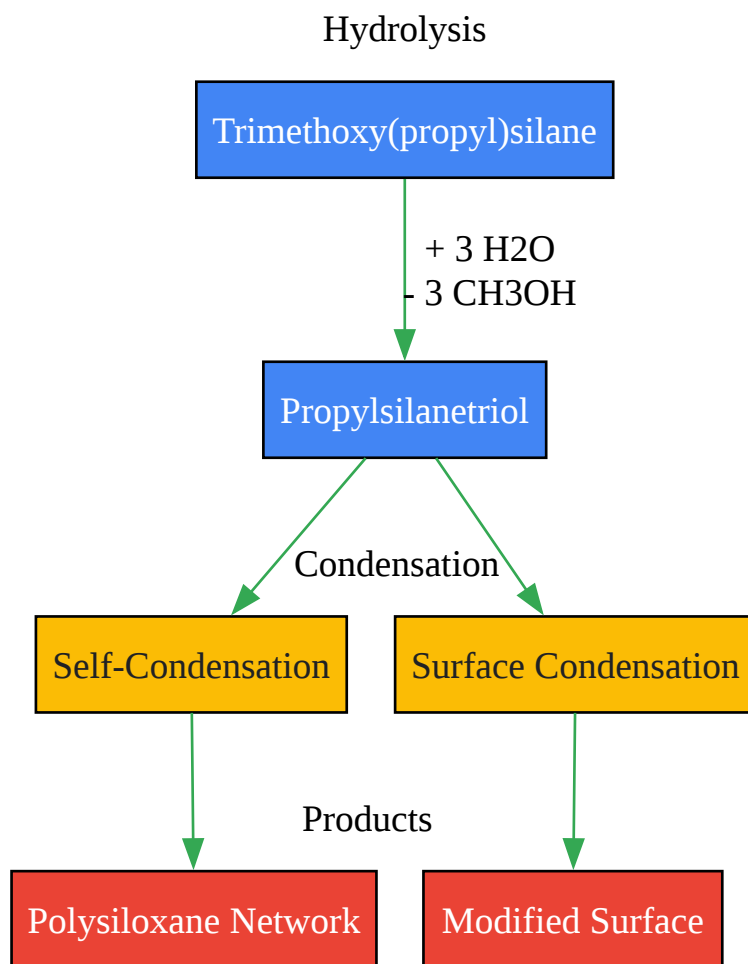 Hydrolysis
Trimethoxy(propyl)silane
+ 3 H2O
- 3 CH3OH
Propylsilanetriol
Condensation
Self-Condensation
Surface Condensation
Products
Polysiloxane Network
Modified Surface